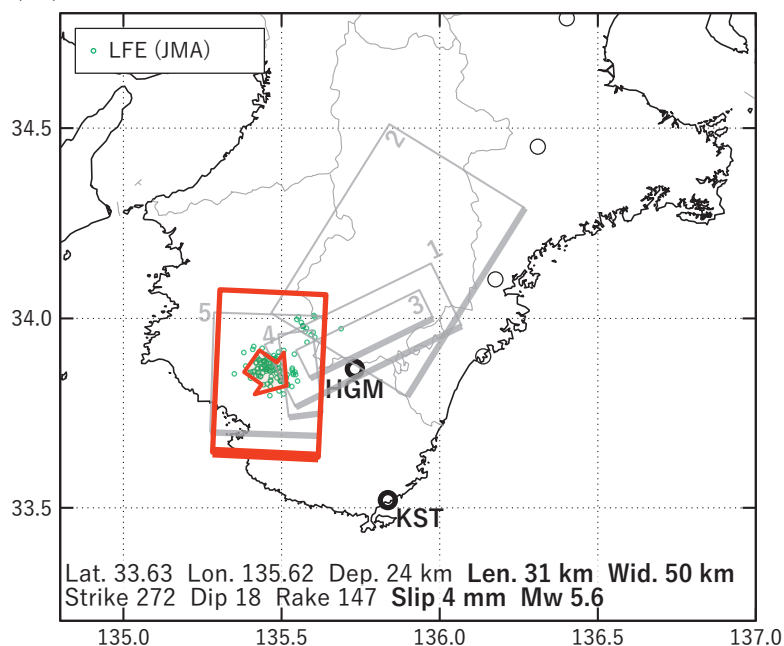 LFE (JMA)
34.5
34.0
33.5
2
1
3
5
4
HGM
KST
Lat. 33.63 Lon. 135.62 Dep. 24 km Len. 31 km Wid. 50 km
Strike 272 Dip 18 Rake 147 Slip 4 mm Mw 5.6
135.0 135.5 136.0 136.5 137.0